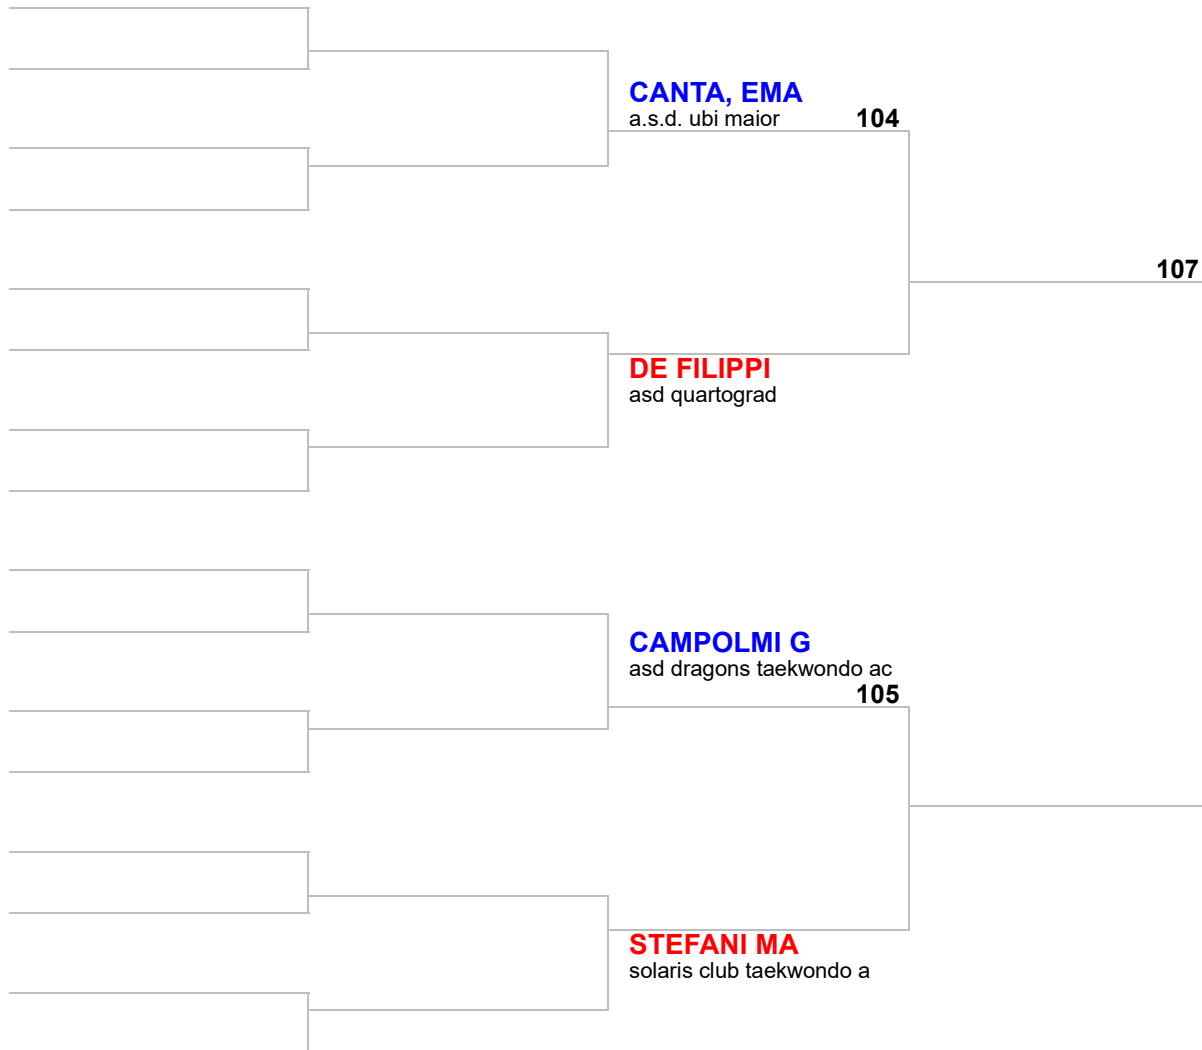 CANTA, EMA
a.s.d. ubi maior 104
107
DE FILIPPI
asd quartograd
CAMPOLMI G
asd dragons taekwondo ac
105
STEFANI MA
solaris club taekwondo a